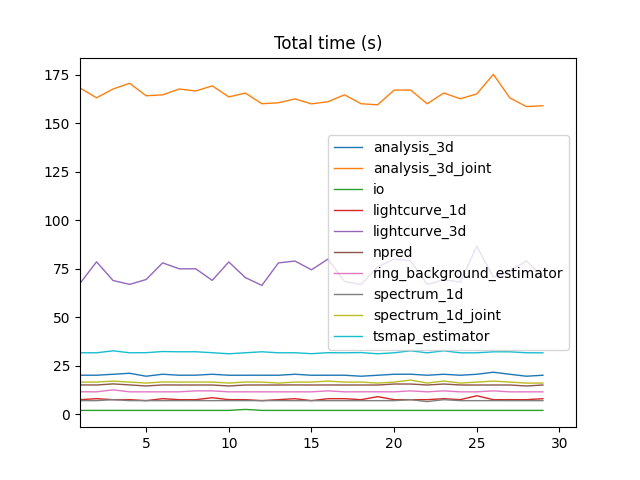 Total time (s)
175
150
125
100
75
50
25
0
analysis_3d
analysis_3d_joint
io
lightcurve_1d
lightcurve_3d
npred
ring_background_estimator
spectrum_1d
spectrum_1d_joint
tsmap_estimator
5 10 15 20 25 30